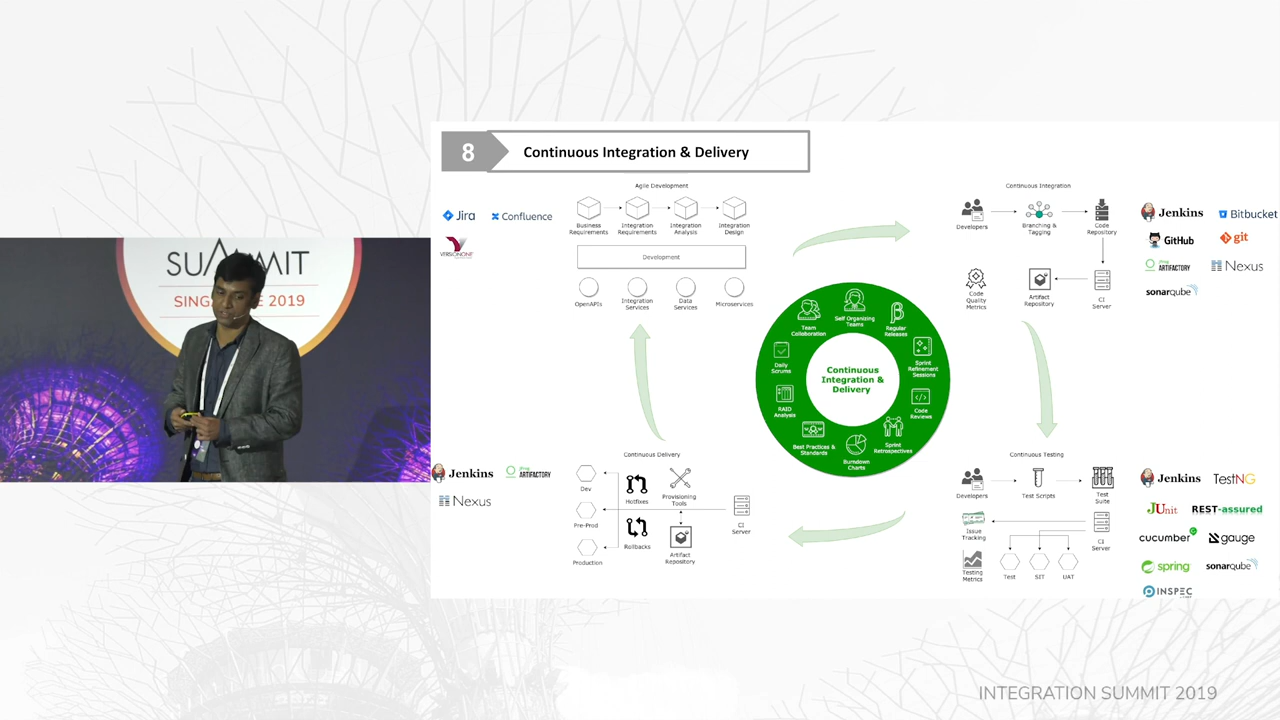 8
Continuous Integration & Delivery
Agile Development
Jira
Confluence
VERSIONONE
Business
Requirements
Integration
Requirements
Integration
Analysis
Integration
Design
Development
OpenAPIs
Integration
Services
Data
Services
Microservices
Continuous Integration
Developers
Branching &
Tagging
Code
Repository
Code
Quality
Metrics
Artifact
Repository
CI
Server
Jenkins
Bitbucket
GitHub
git
ARTIFACTORY
Nexus
sonarqube
SUMMIT
2019
Continuous
Integration &
Delivery
Self Organizing
Teams
Regular
Releases
Sprint
Refinement
Sessions
Code
Reviews
Sprint
Retrospectives
Burndown
Charts
Best Practices &
Standards
RAID
Analysis
Daily
Scrums
Team
Collaboration
Continuous Delivery
Jenkins
ARTIFACTORY
Nexus
Dev
Pre-Prod
Production
Hotfixes
Rollbacks
Provisioning
Tools
Artifact
Repository
CI
Server
Continuous Testing
Developers
Test Scripts
Test
Suite
Issue
Tracking
CI
Server
Testing
Metrics
Test
SIT
UAT
Jenkins
TestNG
JUnit
REST-assured
cucumber
gauge
spring
sonarqube
INSPEC
INTEGRATION SUMMIT 2019